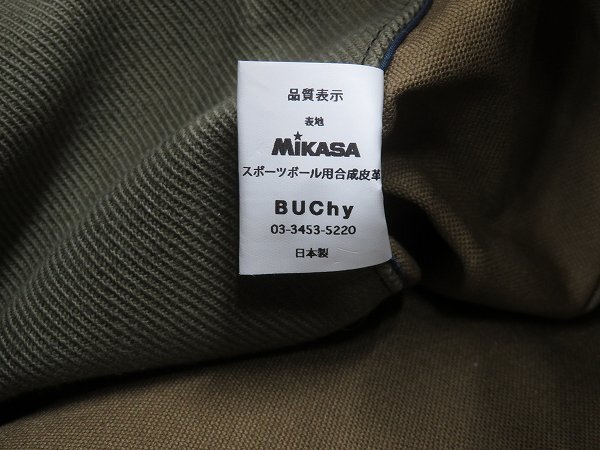 品質表示
表地
MiKASA
スポーツボール用合成皮革
BUChy
03-3453-5220
日本製